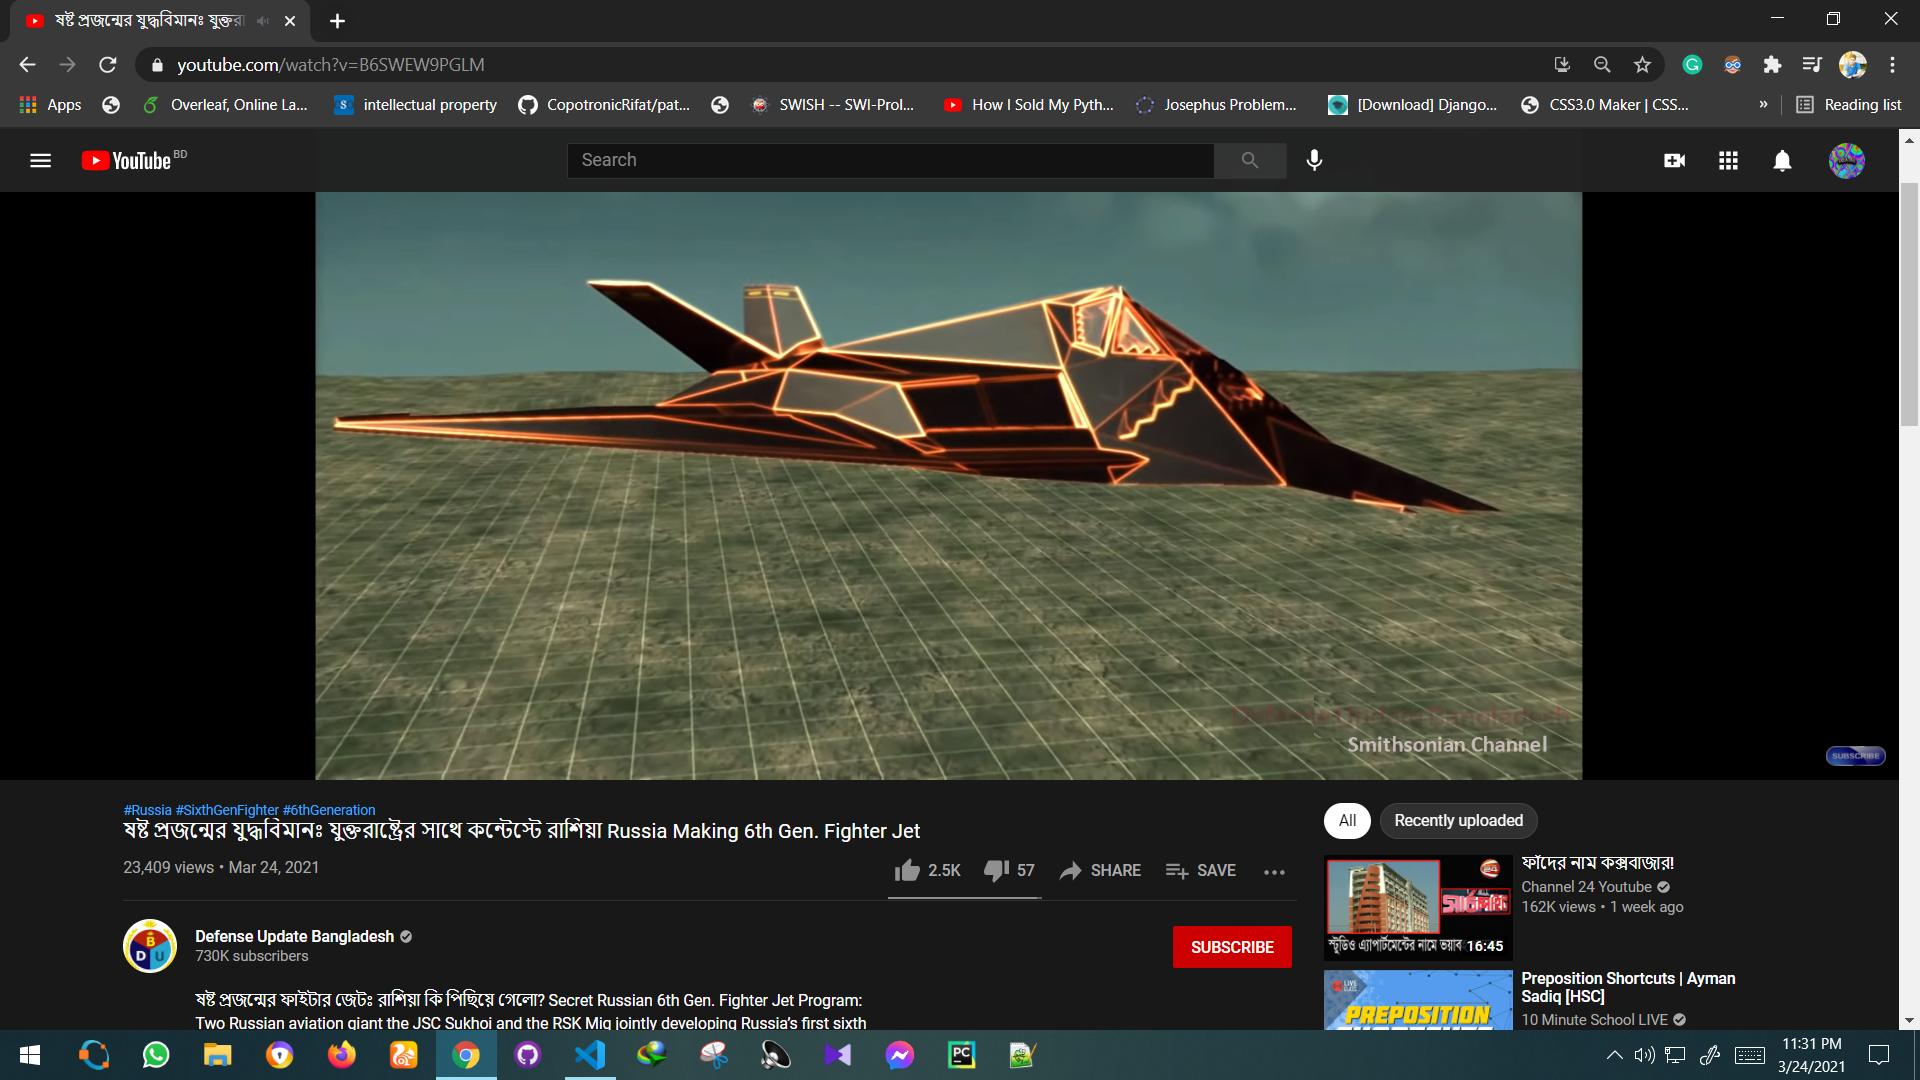 ষষ্ট প্রজন্মের যুদ্ধবিমানঃ যুক্তরা
youtube.com/watch?v=B6SWEW9PGLM
Apps
Overleaf, Online La...
intellectual property
CopotronicRifat/pat...
SWISH -- SWI-Prol...
How I Sold My Pyth...
Josephus Problem...
[Download] Django...
CSS3.0 Maker | CSS...
»
Reading list
YouTube BD
Search
Smithsonian Channel
SUBSCRIBE
#Russia #SixthGenFighter #6thGeneration
ষষ্ট প্রজন্মের যুদ্ধবিমানঃ যুক্তরাষ্ট্রের সাথে কন্টেস্টে রাশিয়া Russia Making 6th Gen. Fighter Jet
23,409 views • Mar 24, 2021
2.5K
57
SHARE
SAVE
BDU
Defense Update Bangladesh
730K subscribers
SUBSCRIBE
ষষ্ট প্রজন্মের ফাইটার জেটঃ রাশিয়া কি পিছিয়ে গেলো? Secret Russian 6th Gen. Fighter Jet Program:
Two Russian aviation giant the JSC Sukhoi and the RSK Mig jointly developing Russia's first sixth
All
Recently uploaded
24
সার্চলাইট
স্টুডিও এ্যাপার্টমেন্টের নামে ভয়াব
16:45
ফাঁদের নাম কক্সবাজার!
Channel 24 Youtube
162K views • 1 week ago
LIVE
PREPOSITION
Preposition Shortcuts | Ayman
Sadiq [HSC]
10 Minute School LIVE
PC
11:31 PM
3/24/2021